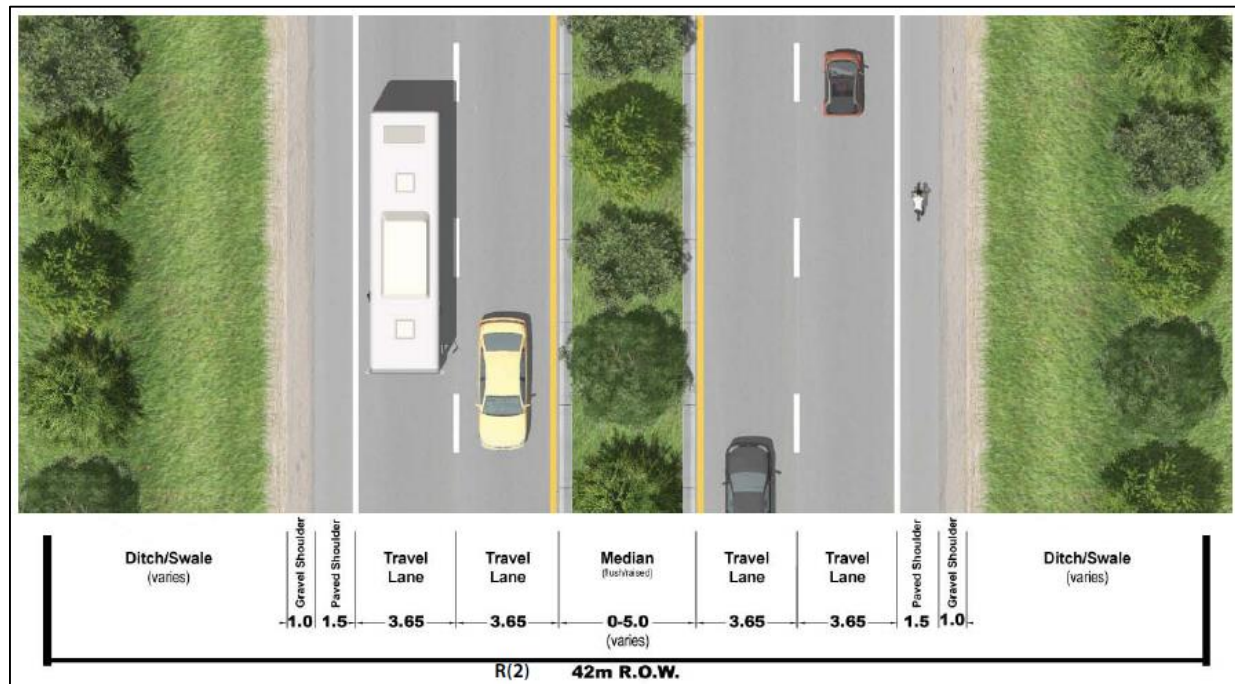 Ditch/Swale
(varies)
Gravel Shoulder
1.0
Paved Shoulder
1.5
Travel
Lane
3.65
Travel
Lane
3.65
Median
(flush/raised)
0-5.0
(varies)
Travel
Lane
3.65
Travel
Lane
3.65
Paved Shoulder
1.5
Gravel Shoulder
1.0
Ditch/Swale
(varies)
R(2) 42m R.O.W.